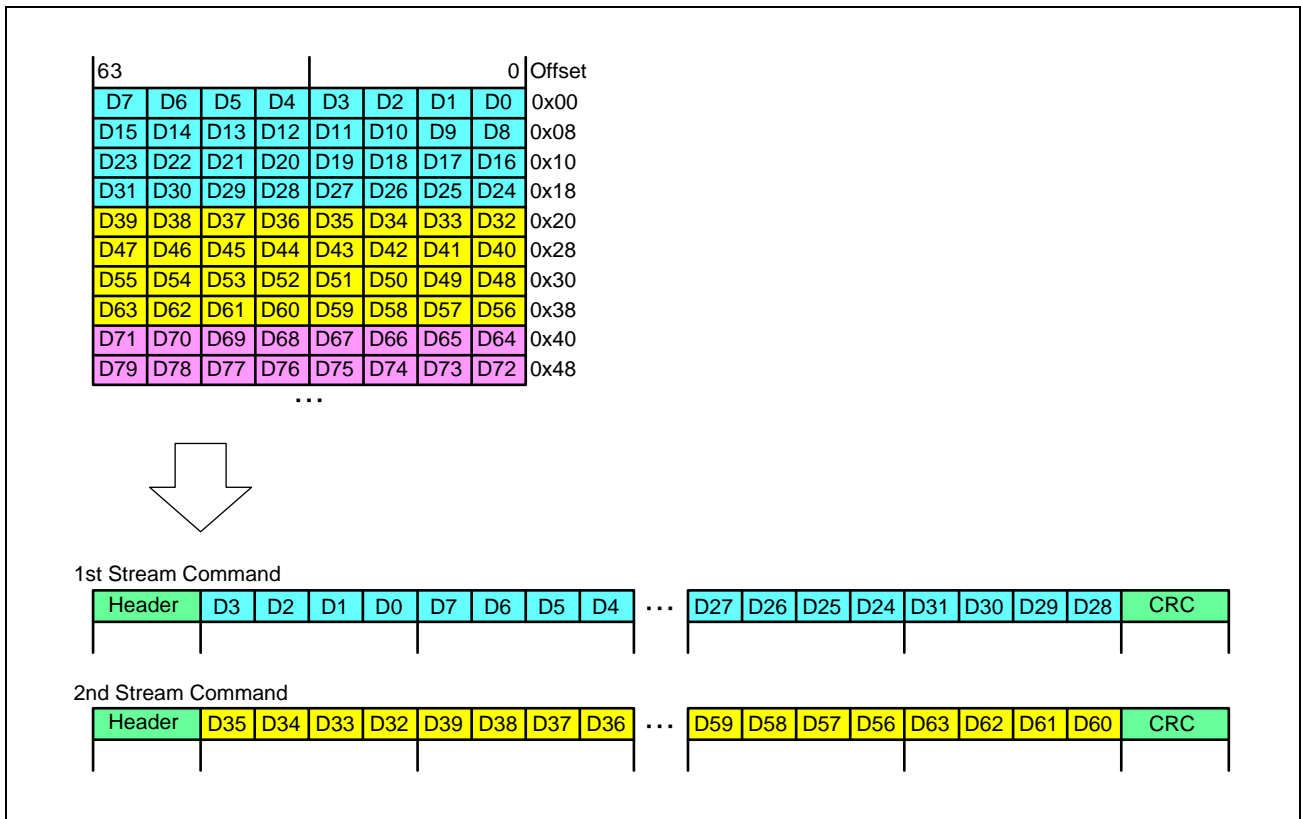 63 0 Offset
D7 D6 D5 D4 D3 D2 D1 D0 0x00
D15 D14 D13 D12 D11 D10 D9 D8 0x08
D23 D22 D21 D20 D19 D18 D17 D16 0x10
D31 D30 D29 D28 D27 D26 D25 D24 0x18
D39 D38 D37 D36 D35 D34 D33 D32 0x20
D47 D46 D45 D44 D43 D42 D41 D40 0x28
D55 D54 D53 D52 D51 D50 D49 D48 0x30
D63 D62 D61 D60 D59 D58 D57 D56 0x38
D71 D70 D69 D68 D67 D66 D65 D64 0x40
D79 D78 D77 D76 D75 D74 D73 D72 0x48
...
1st Stream Command
Header D3 D2 D1 D0 D7 D6 D5 D4 ... D27 D26 D25 D24 D31 D30 D29 D28 CRC
2nd Stream Command
Header D35 D34 D33 D32 D39 D38 D37 D36 ... D59 D58 D57 D56 D63 D62 D61 D60 CRC